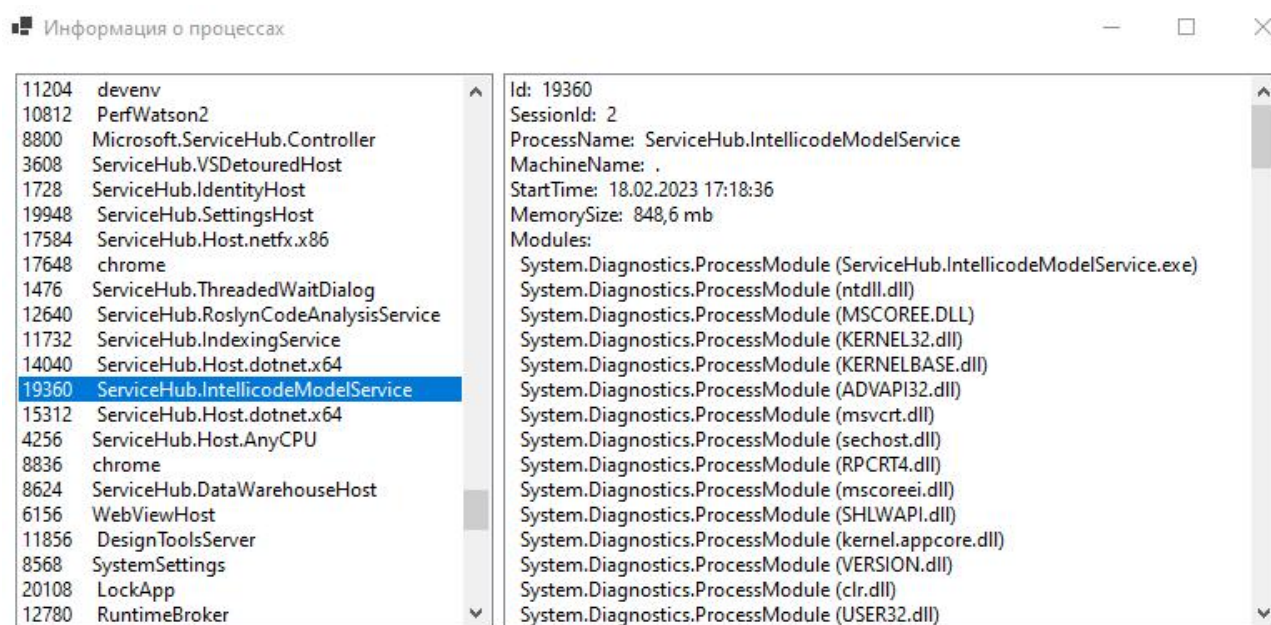 Информация о процессах
11204 devenv
10812 PerfWatson2
8800 Microsoft.ServiceHub.Controller
3608 ServiceHub.VSDetouredHost
1728 ServiceHub.IdentityHost
19948 ServiceHub.SettingsHost
17584 ServiceHub.Host.netfx.x86
17648 chrome
1476 ServiceHub.ThreadedWaitDialog
12640 ServiceHub.RoslynCodeAnalysisService
11732 ServiceHub.IndexingService
14040 ServiceHub.Host.dotnet.x64
19360 ServiceHub.IntellicodeModelService
15312 ServiceHub.Host.dotnet.x64
4256 ServiceHub.Host.AnyCPU
8836 chrome
8624 ServiceHub.DataWarehouseHost
6156 WebViewHost
11856 DesignToolsServer
8568 SystemSettings
20108 LockApp
12780 RuntimeBroker
Id: 19360
SessionId: 2
ProcessName: ServiceHub.IntellicodeModelService
MachineName: .
StartTime: 18.02.2023 17:18:36
MemorySize: 848,6 mb
Modules:
System.Diagnostics.ProcessModule (ServiceHub.IntellicodeModelService.exe)
System.Diagnostics.ProcessModule (ntdll.dll)
System.Diagnostics.ProcessModule (MSCOREE.DLL)
System.Diagnostics.ProcessModule (KERNEL32.dll)
System.Diagnostics.ProcessModule (KERNELBASE.dll)
System.Diagnostics.ProcessModule (ADVAPI32.dll)
System.Diagnostics.ProcessModule (msvcrt.dll)
System.Diagnostics.ProcessModule (sechost.dll)
System.Diagnostics.ProcessModule (RPCRT4.dll)
System.Diagnostics.ProcessModule (mscoreei.dll)
System.Diagnostics.ProcessModule (SHLWAPI.dll)
System.Diagnostics.ProcessModule (kernel.appcore.dll)
System.Diagnostics.ProcessModule (VERSION.dll)
System.Diagnostics.ProcessModule (clr.dll)
System.Diagnostics.ProcessModule (USER32.dll)